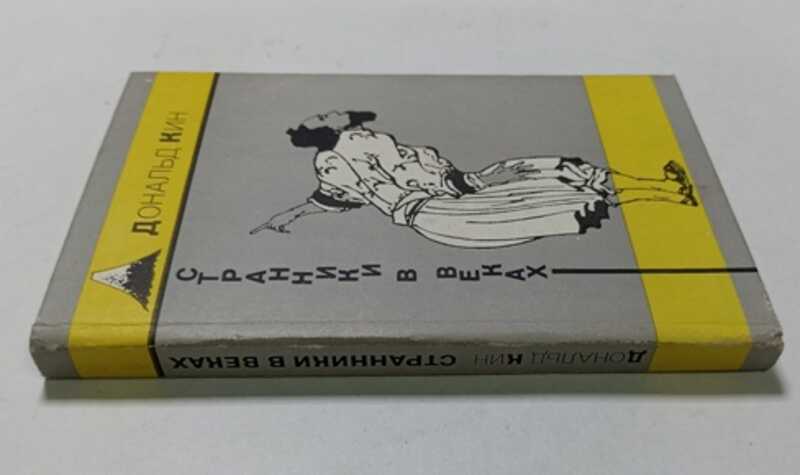 ДОНАЛЬД КИН
СТРАННИКИ В ВЕКАХ
ДОНАЛЬД КИН СТРАННИКИ В ВЕКАХ